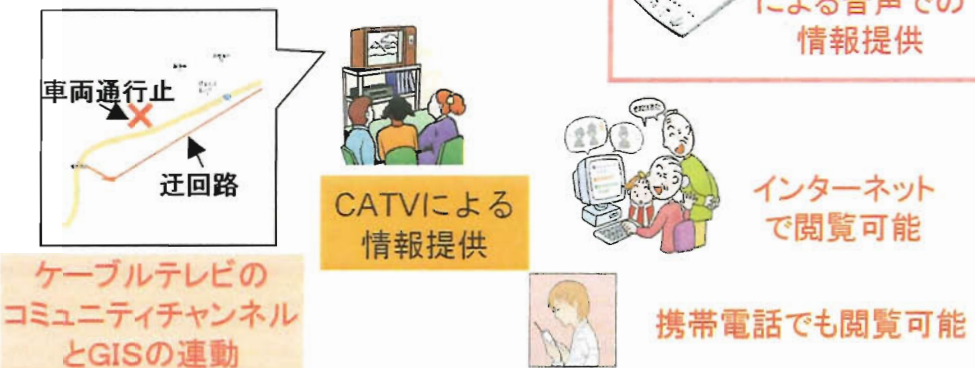 による音声での
情報提供
車両通行止
迂回路
CATVによる
情報提供
インターネット
で閲覧可能
ケーブルテレビの
コミュニティチャンネル
とGISの連動
携帯電話でも閲覧可能